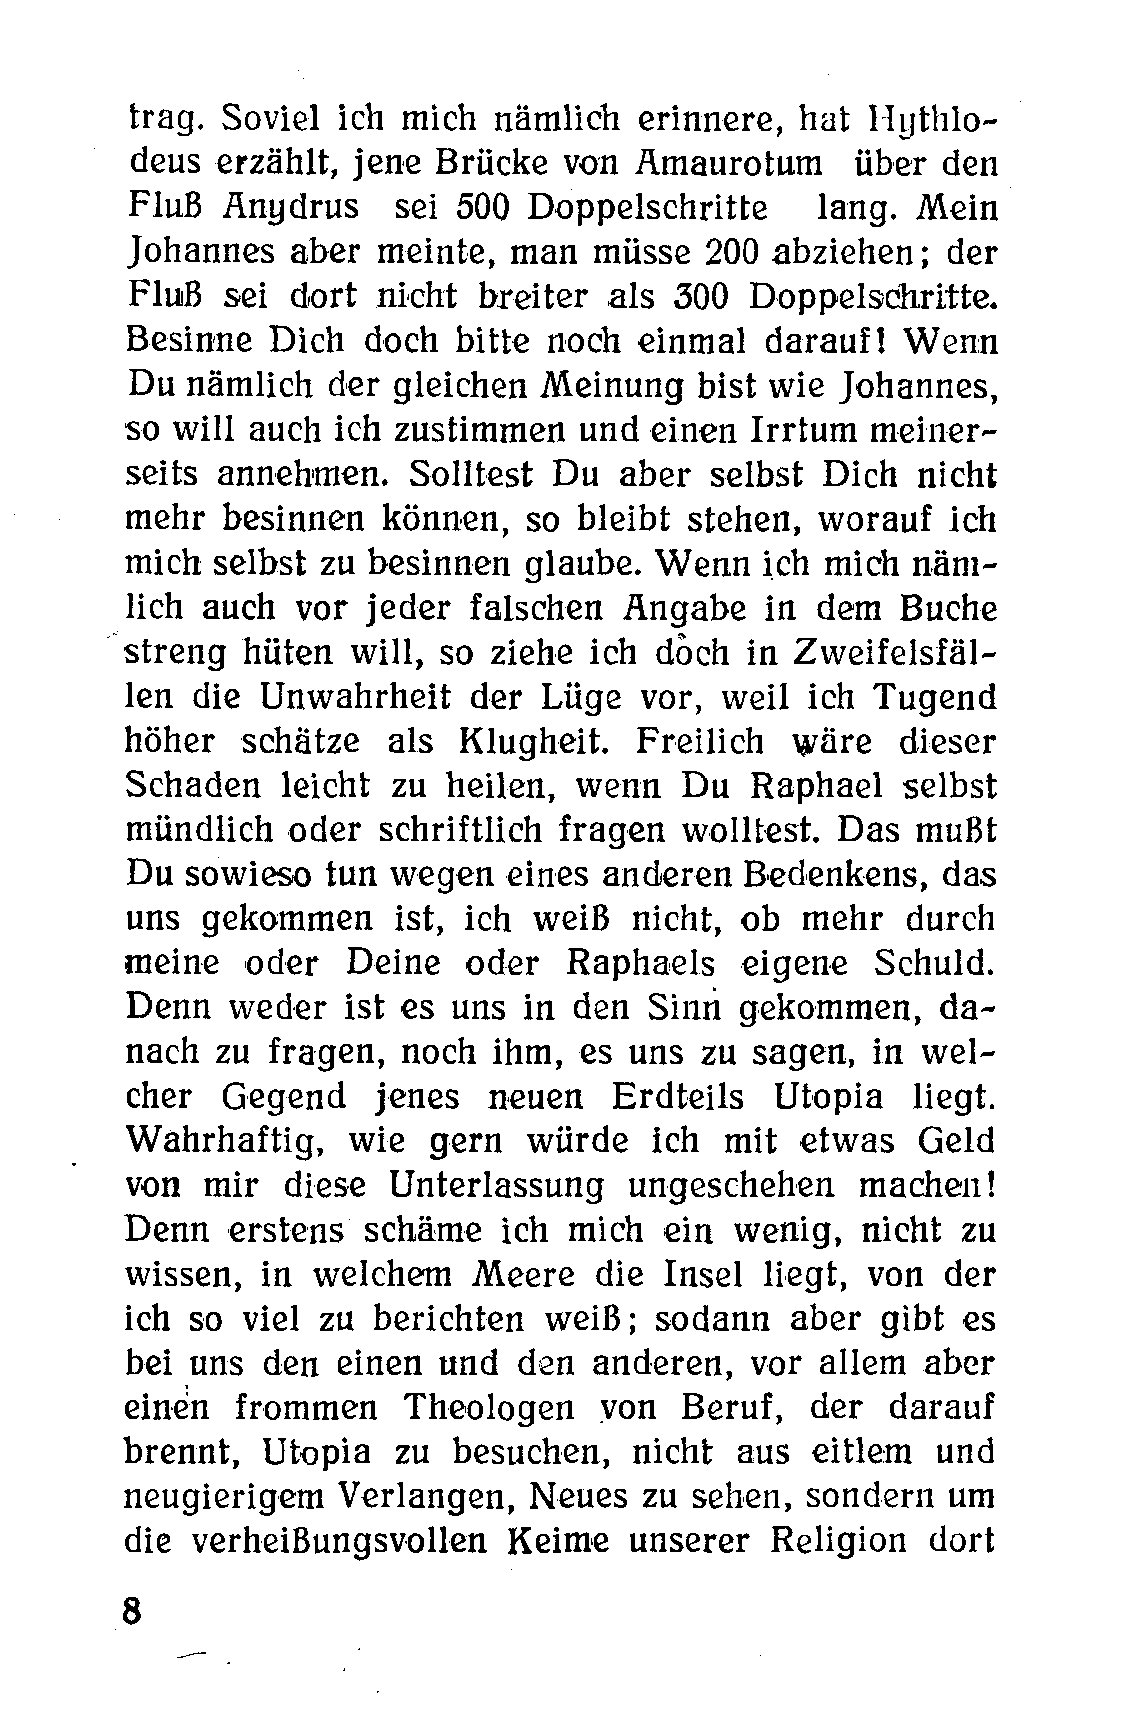 trag. Soviel ich mich nämlich erinnere, hat Hythlo-
deus erzählt, jene Brücke von Amaurotum über den
Fluß Anydrus sei 500 Doppelschritte lang. Mein
Johannes aber meinte, man müsse 200 abziehen; der
Fluß sei dort nicht breiter als 300 Doppelschritte.
Besinne Dich doch bitte noch einmal darauf! Wenn
Du nämlich der gleichen Meinung bist wie Johannes,
so will auch ich zustimmen und einen Irrtum meiner-
seits annehmen. Solltest Du aber selbst Dich nicht
mehr besinnen können, so bleibt stehen, worauf ich
mich selbst zu besinnen glaube. Wenn ich mich näm-
lich auch vor jeder falschen Angabe in dem Buche
streng hüten will, so ziehe ich doch in Zweifelsfäl-
len die Unwahrheit der Lüge vor, weil ich Tugend
höher schätze als Klugheit. Freilich wäre dieser
Schaden leicht zu heilen, wenn Du Raphael selbst
mündlich oder schriftlich fragen wolltest. Das mußt
Du sowieso tun wegen eines anderen Bedenkens, das
uns gekommen ist, ich weiß nicht, ob mehr durch
meine oder Deine oder Raphaels eigene Schuld.
Denn weder ist es uns in den Sinn gekommen, da-
nach zu fragen, noch ihm, es uns zu sagen, in wel-
cher Gegend jenes neuen Erdteils Utopia liegt.
Wahrhaftig, wie gern würde ich mit etwas Geld
von mir diese Unterlassung ungeschehen machen!
Denn erstens schäme ich mich ein wenig, nicht zu
wissen, in welchem Meere die Insel liegt, von der
ich so viel zu berichten weiß; sodann aber gibt es
bei uns den einen und den anderen, vor allem aber
einen frommen Theologen von Beruf, der darauf
brennt, Utopia zu besuchen, nicht aus eitlem und
neugierigem Verlangen, Neues zu sehen, sondern um
die verheißungsvollen Keime unserer Religion dort
8